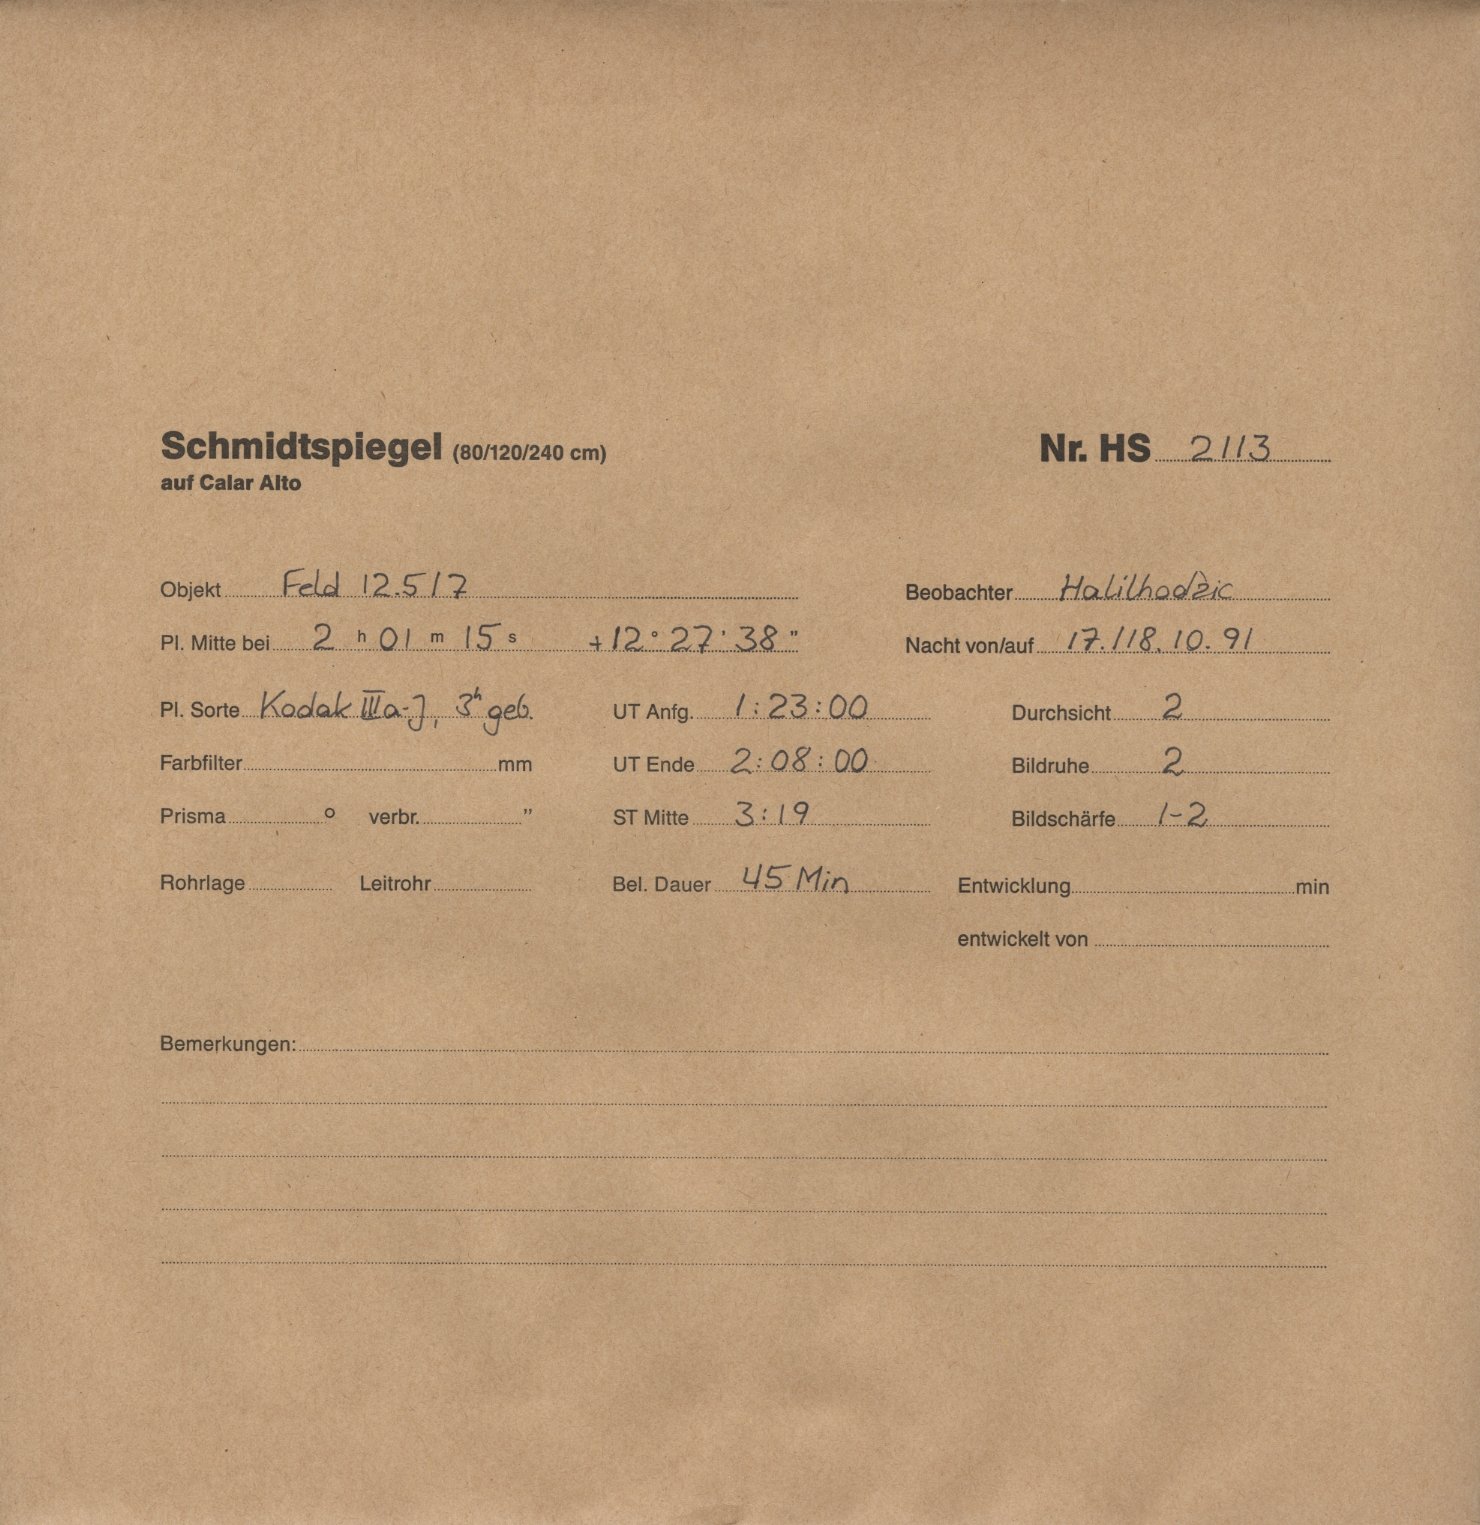 Schmidtspiegel (80/120/240 cm) Nr. HS 2113
auf Calar Alto
Objekt Feld 12.517 Beobachter Halilhodžic
Pl. Mitte bei 2 h 01 m 15 s +12° 27' 38" Nacht von/auf 17./18. 10. 91
Pl. Sorte Kodak IIIa-J, 3h geb. UT Anfg. 1:23:00 Durchsicht 2
Farbfilter mm UT Ende 2:08:00 Bildruhe 2
Prisma ° verbr. " ST Mitte 3:19 Bildschärfe 1-2
Rohrlage Leitrohr Bel. Dauer 45 Min Entwicklung min
entwickelt von
Bemerkungen: